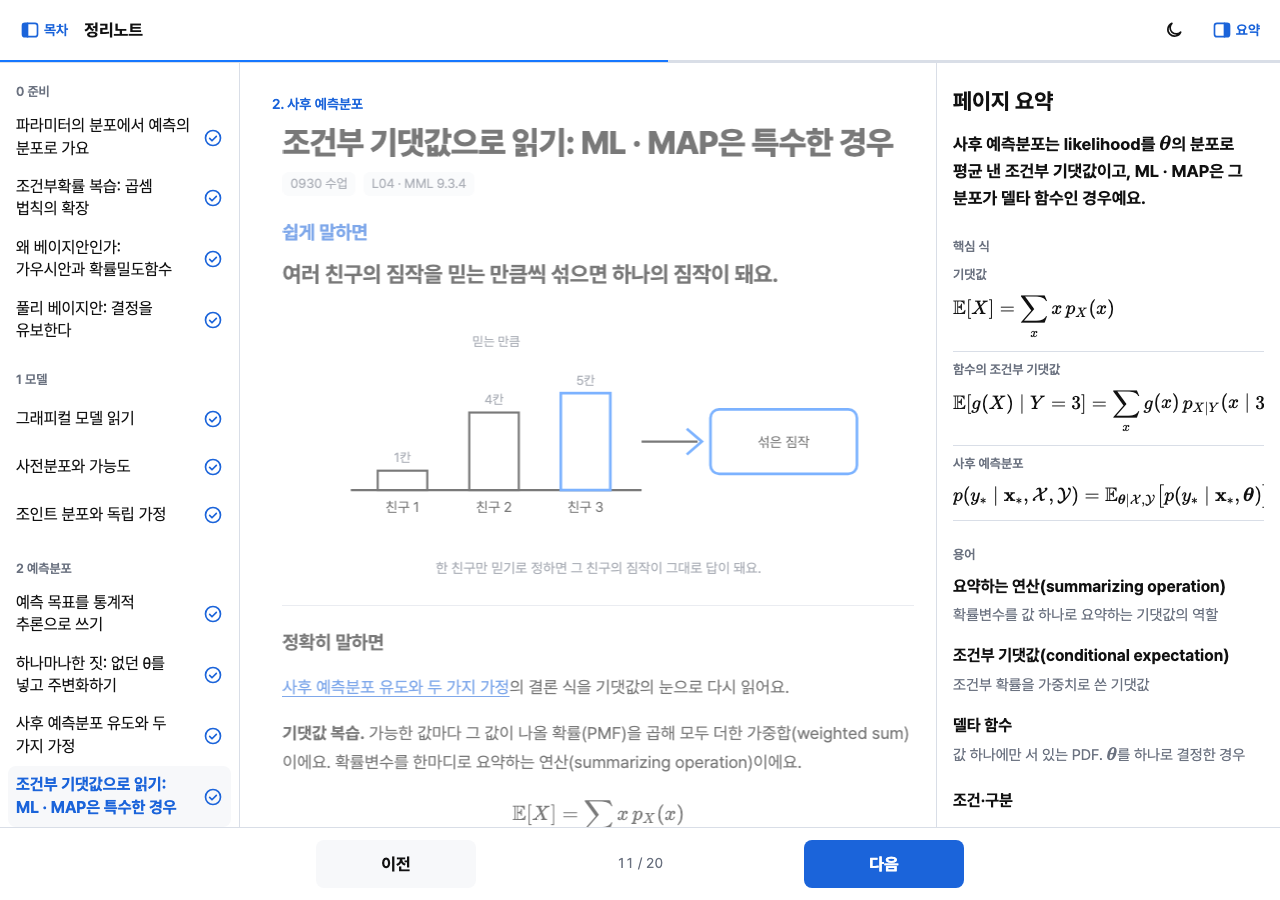 목차 정리노트
요약
0 준비
파라미터의 분포에서 예측의
분포로 가요
조건부확률 복습: 곱셈
법칙의 확장
왜 베이지안인가:
가우시안과 확률밀도함수
풀리 베이지안: 결정을
유보한다
1 모델
그래피컬 모델 읽기
사전분포와 가능도
조인트 분포와 독립 가정
2 예측분포
예측 목표를 통계적
추론으로 쓰기
하나마나한 짓: 없던 θ를
넣고 주변화하기
사후 예측분포 유도와 두
가지 가정
조건부 기댓값으로 읽기:
ML · MAP은 특수한 경우
2. 사후 예측분포
조건부 기댓값으로 읽기: ML · MAP은 특수한 경우
0930 수업 L04 · MML 9.3.4
쉽게 말하면
여러 친구의 짐작을 믿는 만큼씩 섞으면 하나의 짐작이 돼요.
믿는 만큼
1칸 4칸 5칸
섞은 짐작
친구 1 친구 2 친구 3
한 친구만 믿기로 정하면 그 친구의 짐작이 그대로 답이 돼요.
정확히 말하면
사후 예측분포 유도와 두 가지 가정의 결론 식을 기댓값의 눈으로 다시 읽어요.
기댓값 복습. 가능한 값마다 그 값이 나올 확률(PMF)을 곱해 모두 더한 가중합(weighted sum)
이에요. 확률변수를 한마디로 요약하는 연산(summarizing operation)이에요.
𝔼[X] = ∑ x p_X(x)
페이지 요약
사후 예측분포는 likelihood를 θ의 분포로
평균 낸 조건부 기댓값이고, ML · MAP은 그
분포가 델타 함수인 경우예요.
핵심 식
기댓값
𝔼[X] = ∑_x x p_X(x)
함수의 조건부 기댓값
𝔼[g(X) | Y = 3] = ∑_x g(x) p_{X|Y}(x | 3
사후 예측분포
p(y_* | x_*, 𝒳, 𝒴) = 𝔼_{θ|𝒳,𝒴}[p(y_* | x_*, θ)]
용어
요약하는 연산(summarizing operation)
확률변수를 값 하나로 요약하는 기댓값의 역할
조건부 기댓값(conditional expectation)
조건부 확률을 가중치로 쓴 기댓값
델타 함수
값 하나에만 서 있는 PDF. θ를 하나로 결정한 경우
조건·구분
이전 11 / 20 다음